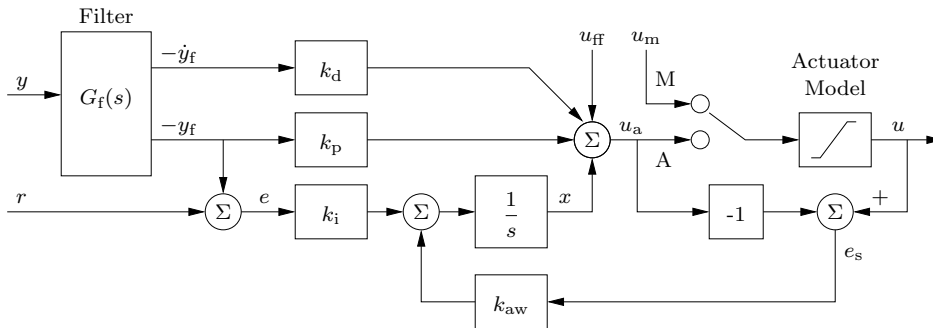 Filter
y
G_f(s)
−ẏ_f
−y_f
k_d
k_p
u_ff
u_m
M
A
Actuator
Model
u
Σ
u_a
r
Σ
e
k_i
Σ
1
s
x
-1
Σ
+
e_s
k_aw